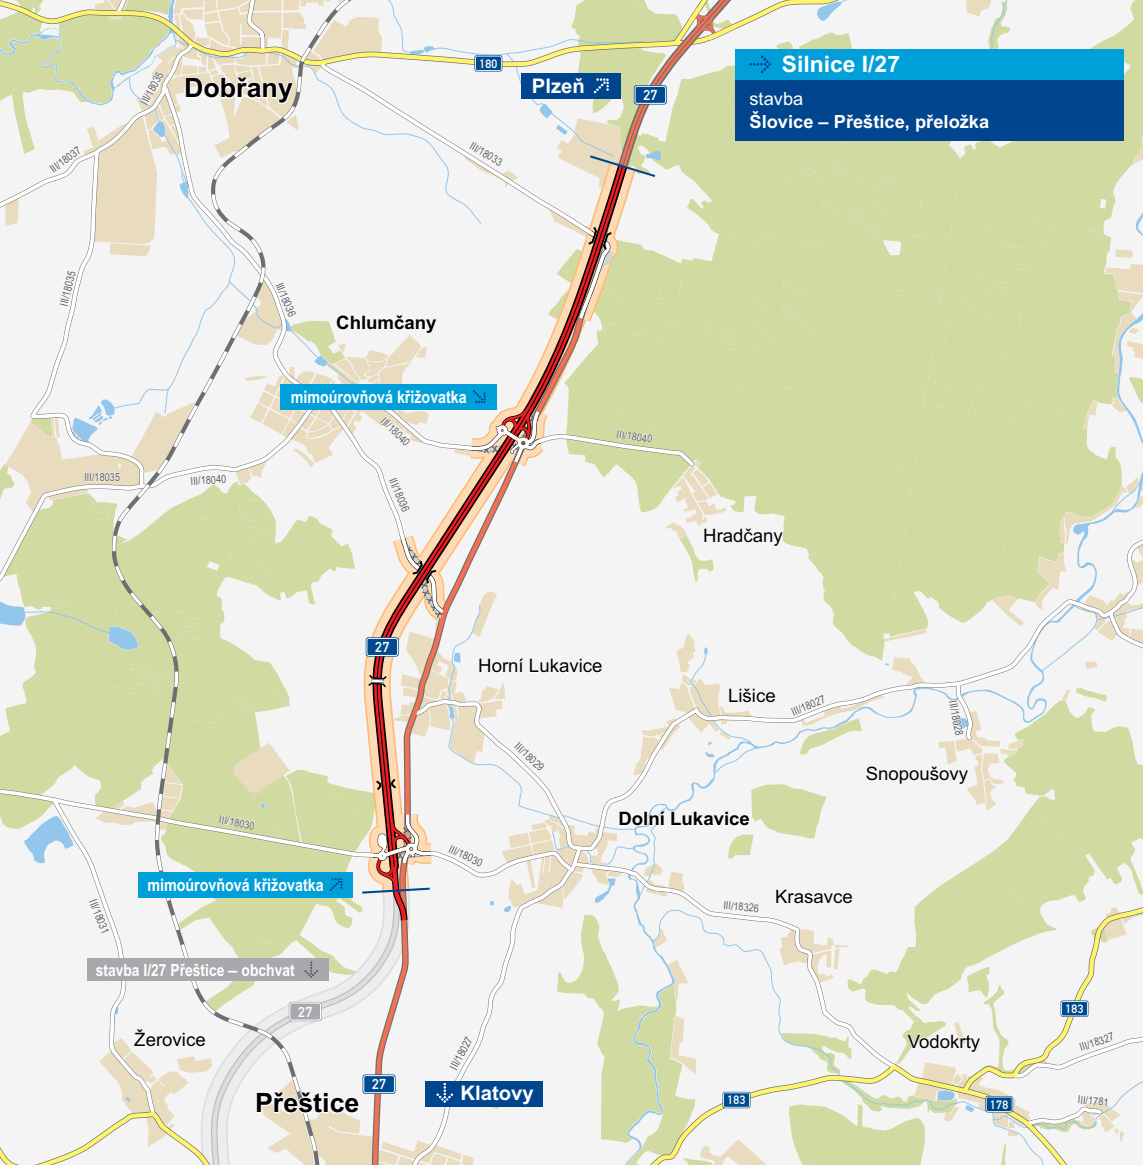 180
Plzeň
27
Silnice I/27
stavba
Šlovice – Přeštice, přeložka
Dobřany
III/18035
III/18037
III/18033
III/18035
III/18036
Chlumčany
mimoúrovňová křižovatka
III/18040
III/18040
III/18035
III/18040
III/18036
Hradčany
27
Horní Lukavice
Lišice
III/18027
III/18028
III/18029
Snopoušovy
Dolní Lukavice
III/18030
III/18030
mimoúrovňová křižovatka
Krasavce
III/18326
III/18031
stavba I/27 Přeštice – obchvat
27
183
Žerovice
Vodokrty
III/18327
III/18027
27
Klatovy
Přeštice
183
178
III/1781